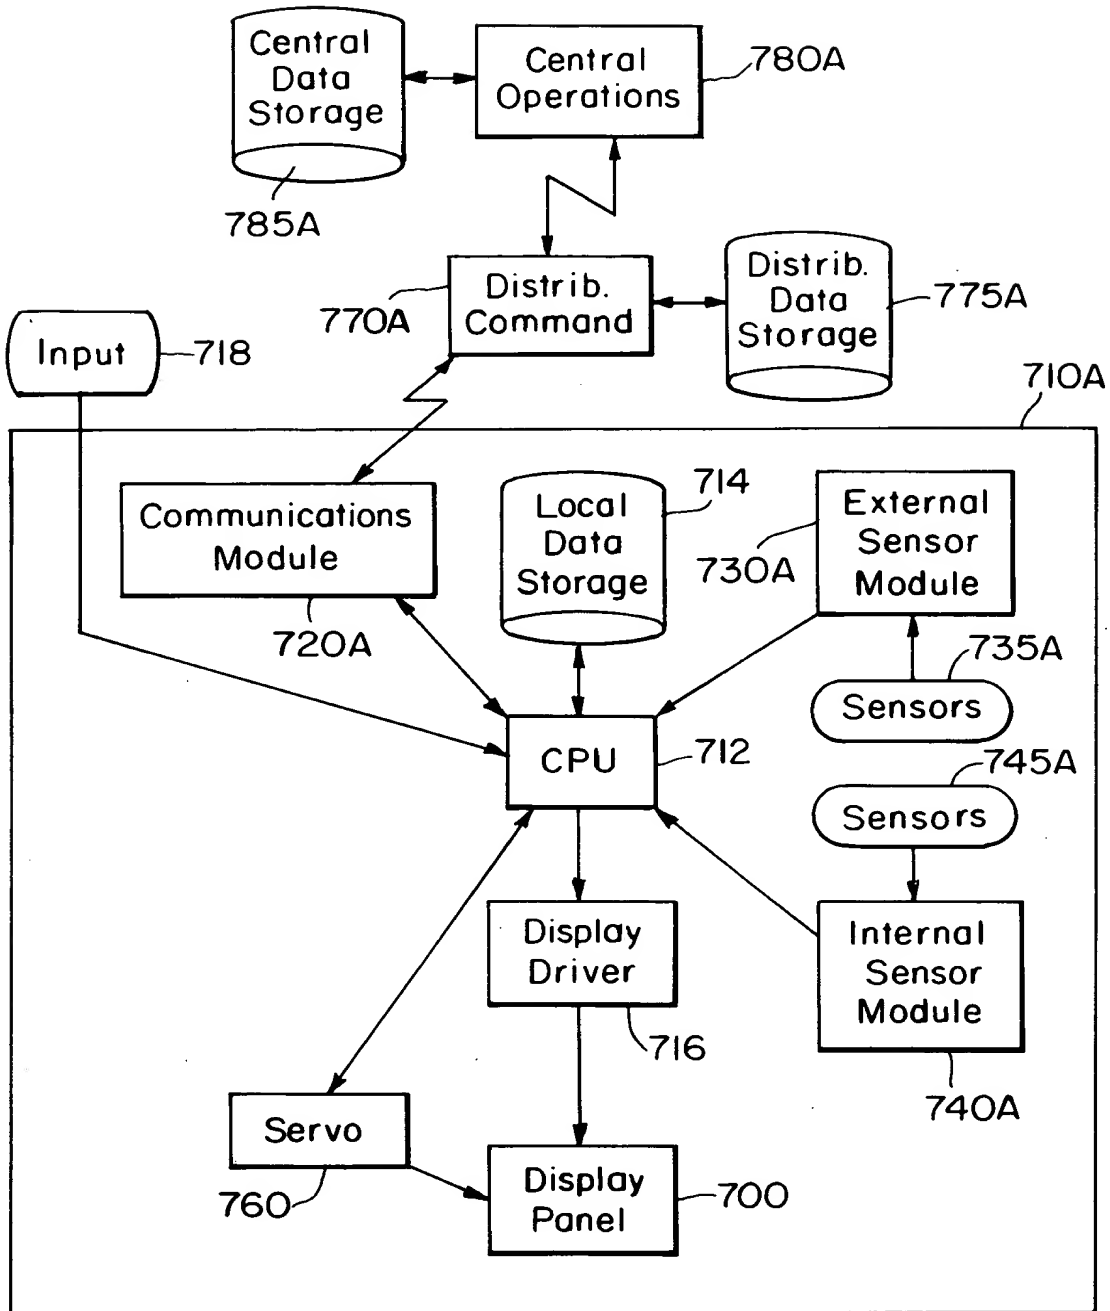 Central
Data
Storage
785A
Central
Operations
780A
Distrib.
Command
770A
Distrib.
Data
Storage
775A
Input
718
710A
Communications
Module
720A
Local
Data
Storage
714
External
Sensor
Module
730A
Sensors
735A
CPU
712
Sensors
745A
Display
Driver
716
Internal
Sensor
Module
740A
Servo
760
Display
Panel
700